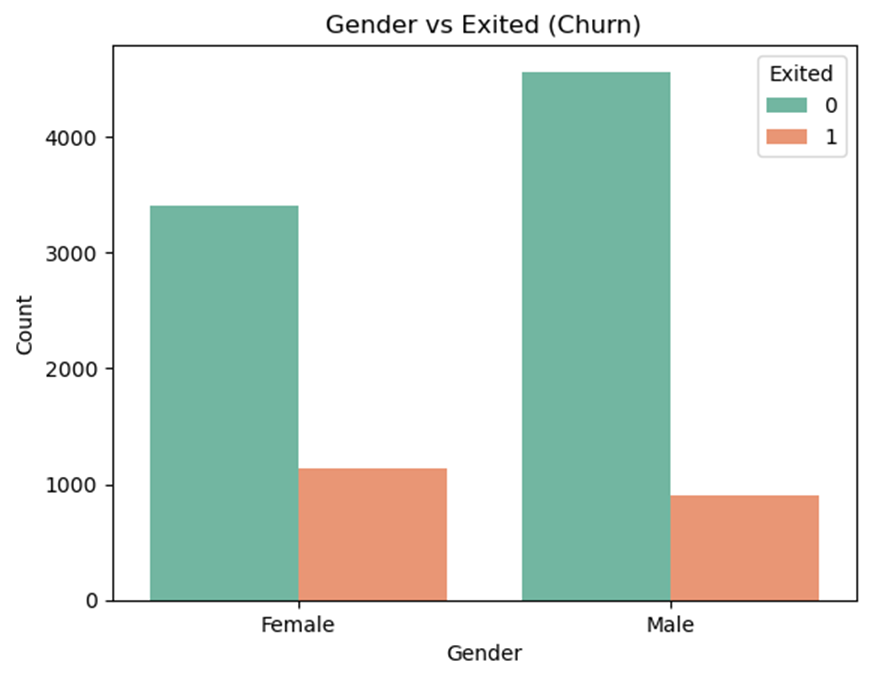 Gender vs Exited (Churn)
Exited
0
1
4000
3000
2000
1000
0
Count
Female
Male
Gender